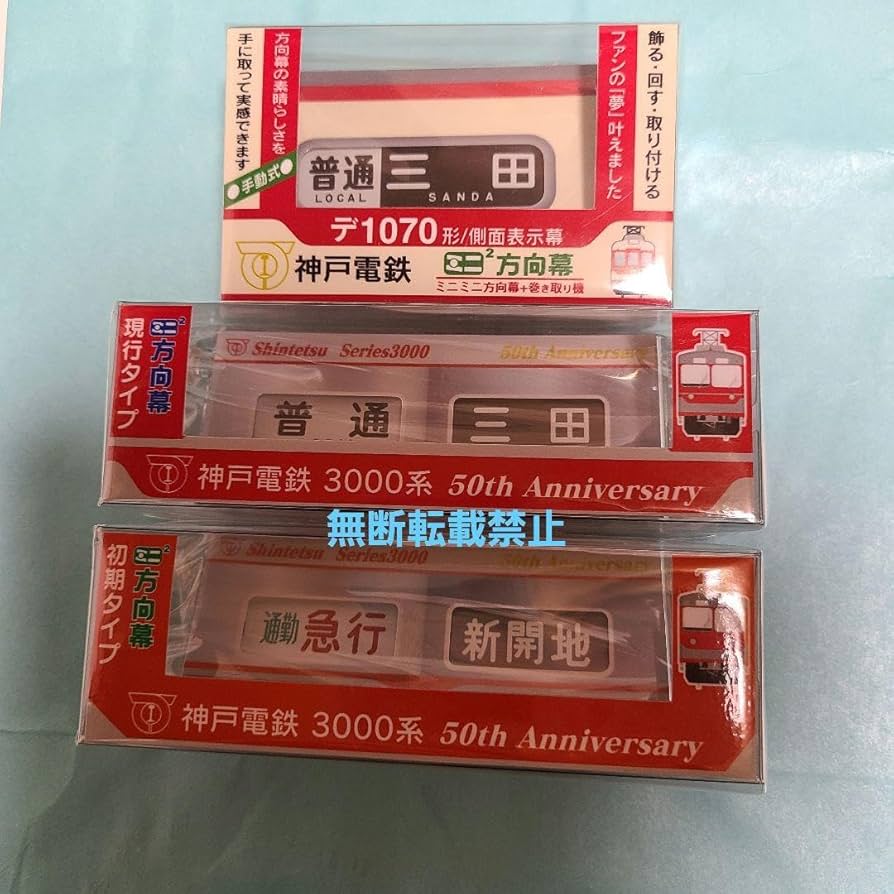 飾る・回す・取り付ける
ファンの「夢」叶えました
方向幕の素晴らしさを
手に取って実感できます
●手動式●
普通 三田
LOCAL SANDA
デ1070形/側面表示幕
神戸電鉄 ²方向幕
ミニミニ方向幕+巻き取り機
²方向幕
現行タイプ
Shintetsu Series3000 50th Anniversary
普通 三田
神戸電鉄 3000系 50th Anniversary
無断転載禁止
²方向幕
初期タイプ
Shintetsu Series3000 50th Anniversary
通勤急行 新開地
神戸電鉄 3000系 50th Anniversary